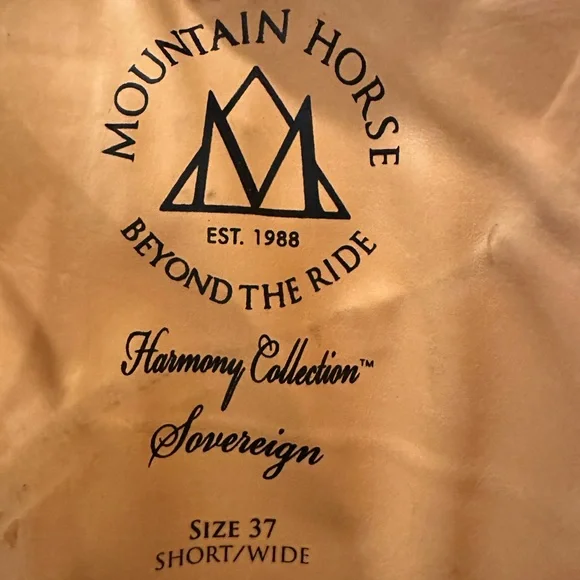 MOUNTAIN HORSE
EST. 1988
BEYOND THE RIDE
Harmony Collection™
Sovereign
SIZE 37
SHORT/WIDE